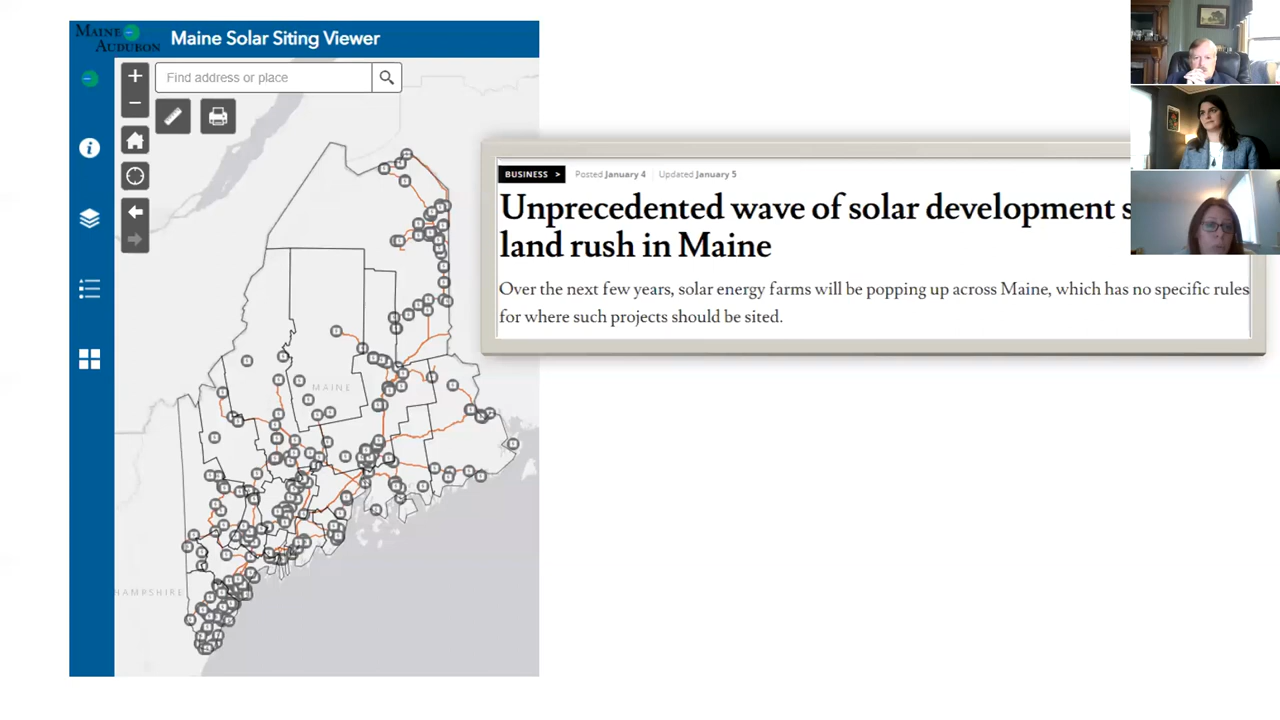 MAINE
AUDUBON
Maine Solar Siting Viewer
Find address or place
MAINE
HAMPSHIRE
BUSINESS > Posted January 4 Updated January 5
Unprecedented wave of solar development
land rush in Maine
Over the next few years, solar energy farms will be popping up across Maine, which has no specific rules
for where such projects should be sited.